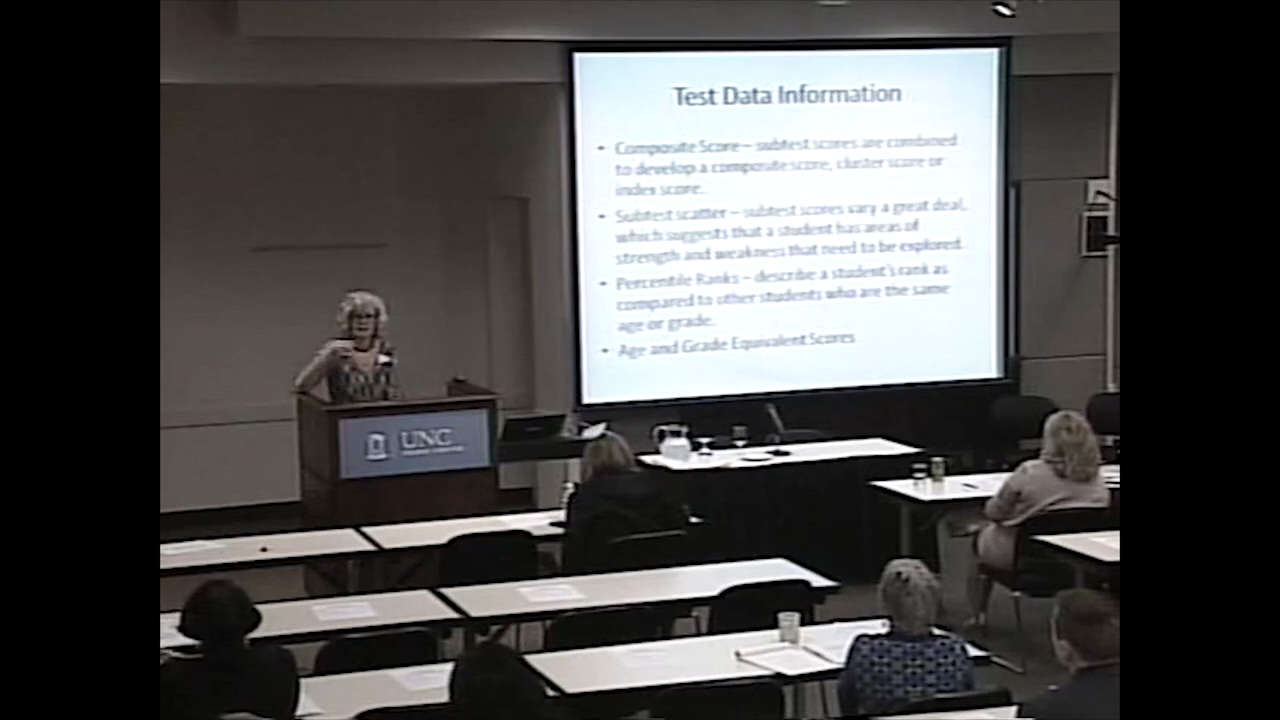 Test Data Information
• Composite Score – subtest scores are combined
to develop a composite score, cluster score or
index score.
• Subtest scatter – subtest scores vary a great deal,
which suggests that a student has areas of
strength and weakness that need to be explored.
• Percentile Ranks – describe a student's rank as
compared to other students who are the same
age or grade.
• Age and Grade Equivalent Scores
UNC